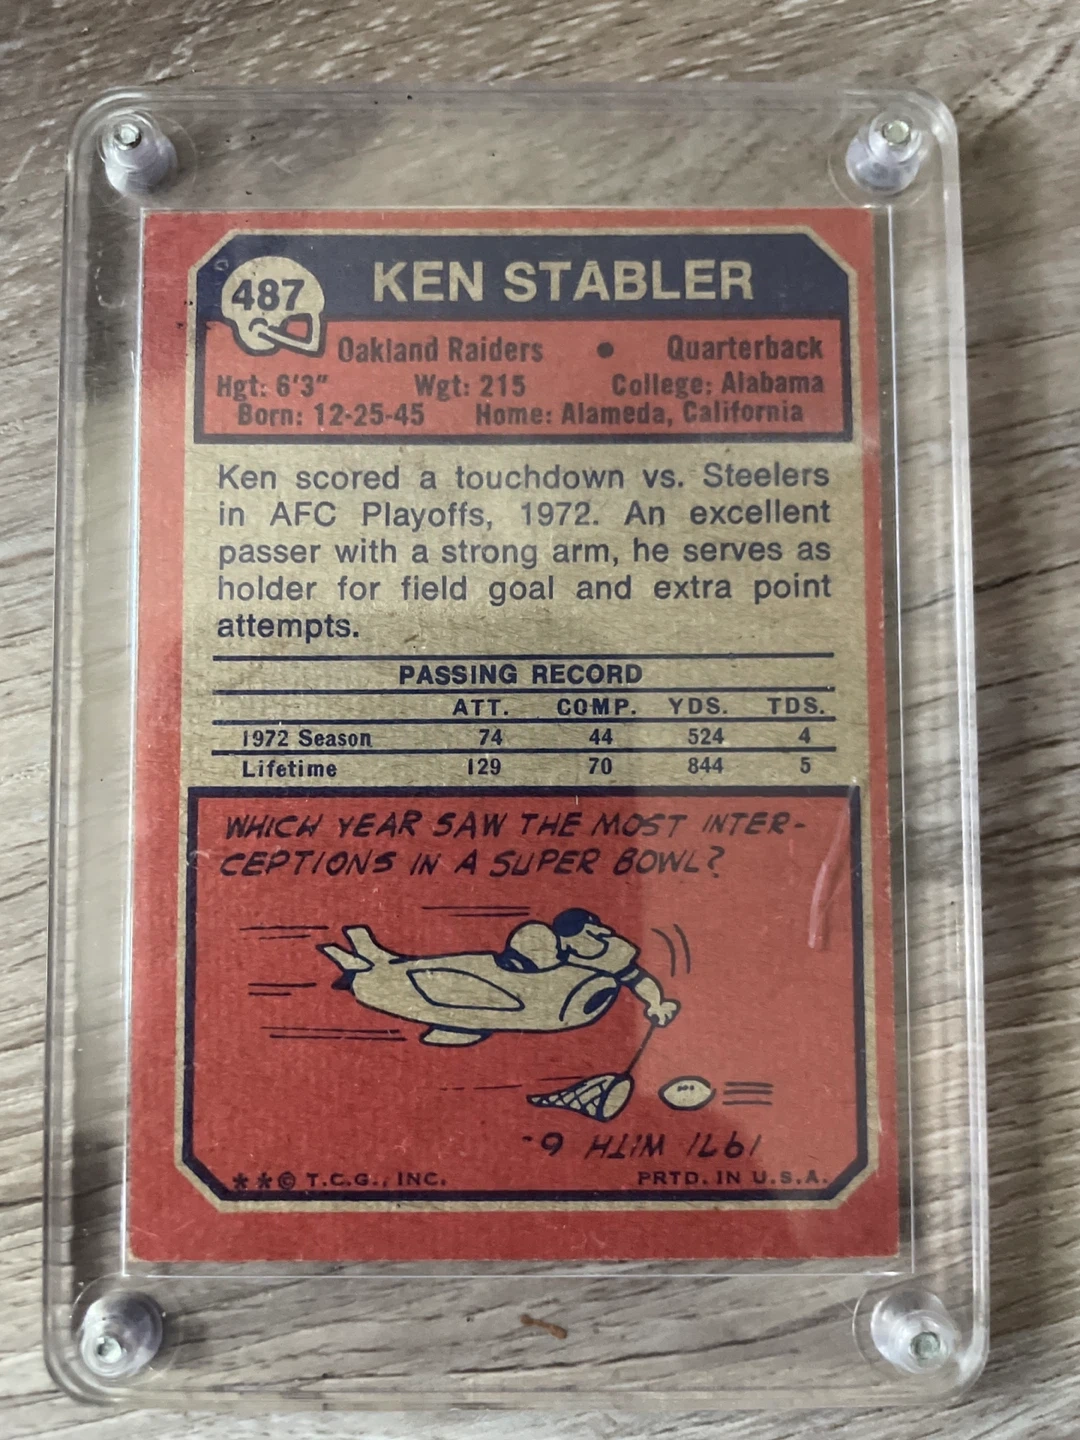 487
KEN STABLER
Oakland Raiders • Quarterback
Hgt: 6'3" Wgt: 215 College: Alabama
Born: 12-25-45 Home: Alameda, California
Ken scored a touchdown vs. Steelers
in AFC Playoffs, 1972. An excellent
passer with a strong arm, he serves as
holder for field goal and extra point
attempts.
PASSING RECORD
ATT. COMP. YDS. TDS.
1972 Season 74 44 524 4
Lifetime 129 70 844 5
WHICH YEAR SAW THE MOST INTER-
CEPTIONS IN A SUPER BOWL?
1971 WITH 6-
**© T.C.G., INC. PRTD. IN U.S.A.